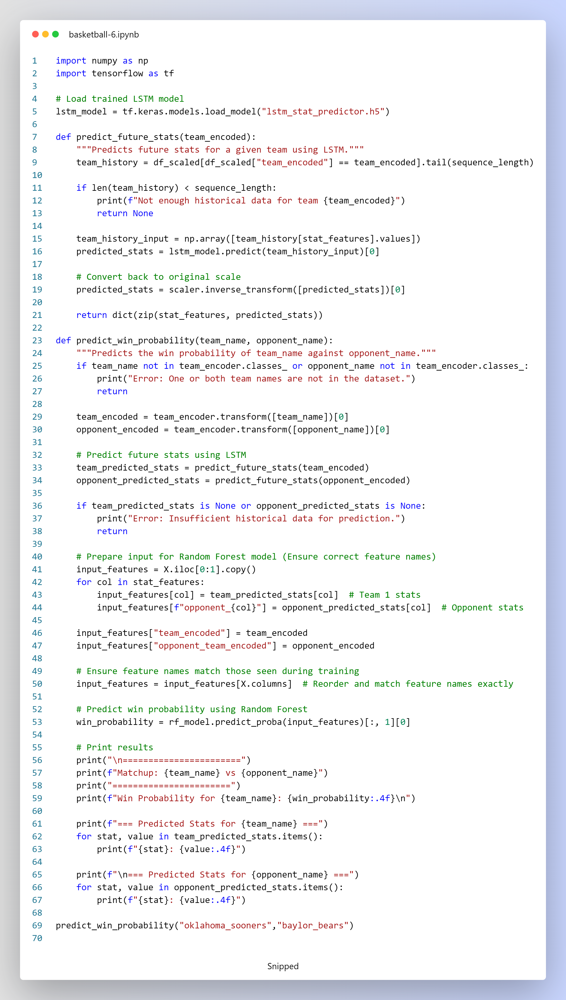 basketball-6.ipynb
1 import numpy as np
2 import tensorflow as tf
3
4 # Load trained LSTM model
5 lstm_model = tf.keras.models.load_model("lstm_stat_predictor.h5")
6
7 def predict_future_stats(team_encoded):
8     """Predicts future stats for a given team using LSTM."""
9     team_history = df_scaled[df_scaled["team_encoded"] == team_encoded].tail(sequence_length)
10
11     if len(team_history) < sequence_length:
12         print(f"Not enough historical data for team {team_encoded}")
13         return None
14
15     team_history_input = np.array([team_history[stat_features].values])
16     predicted_stats = lstm_model.predict(team_history_input)[0]
17
18     # Convert back to original scale
19     predicted_stats = scaler.inverse_transform([predicted_stats])[0]
20
21     return dict(zip(stat_features, predicted_stats))
22
23 def predict_win_probability(team_name, opponent_name):
24     """Predicts the win probability of team_name against opponent_name."""
25     if team_name not in team_encoder.classes_ or opponent_name not in team_encoder.classes_:
26         print("Error: One or both team names are not in the dataset.")
27         return
28
29     team_encoded = team_encoder.transform([team_name])[0]
30     opponent_encoded = team_encoder.transform([opponent_name])[0]
31
32     # Predict future stats using LSTM
33     team_predicted_stats = predict_future_stats(team_encoded)
34     opponent_predicted_stats = predict_future_stats(opponent_encoded)
35
36     if team_predicted_stats is None or opponent_predicted_stats is None:
37         print("Error: Insufficient historical data for prediction.")
38         return
39
40     # Prepare input for Random Forest model (Ensure correct feature names)
41     input_features = X.iloc[0:1].copy()
42     for col in stat_features:
43         input_features[col] = team_predicted_stats[col]  # Team 1 stats
44         input_features[f"opponent_{col}"] = opponent_predicted_stats[col]  # Opponent stats
45
46     input_features["team_encoded"] = team_encoded
47     input_features["opponent_team_encoded"] = opponent_encoded
48
49     # Ensure feature names match those seen during training
50     input_features = input_features[X.columns]  # Reorder and match feature names exactly
51
52     # Predict win probability using Random Forest
53     win_probability = rf_model.predict_proba(input_features)[:, 1][0]
54
55     # Print results
56     print("\n=======================")
57     print(f"Matchup: {team_name} vs {opponent_name}")
58     print("=======================")
59     print(f"Win Probability for {team_name}: {win_probability:.4f}\n")
60
61     print(f"=== Predicted Stats for {team_name} ===")
62     for stat, value in team_predicted_stats.items():
63         print(f"{stat}: {value:.4f}")
64
65     print(f"\n=== Predicted Stats for {opponent_name} ===")
66     for stat, value in opponent_predicted_stats.items():
67         print(f"{stat}: {value:.4f}")
68
69 predict_win_probability("oklahoma_sooners","baylor_bears")
70
Snipped